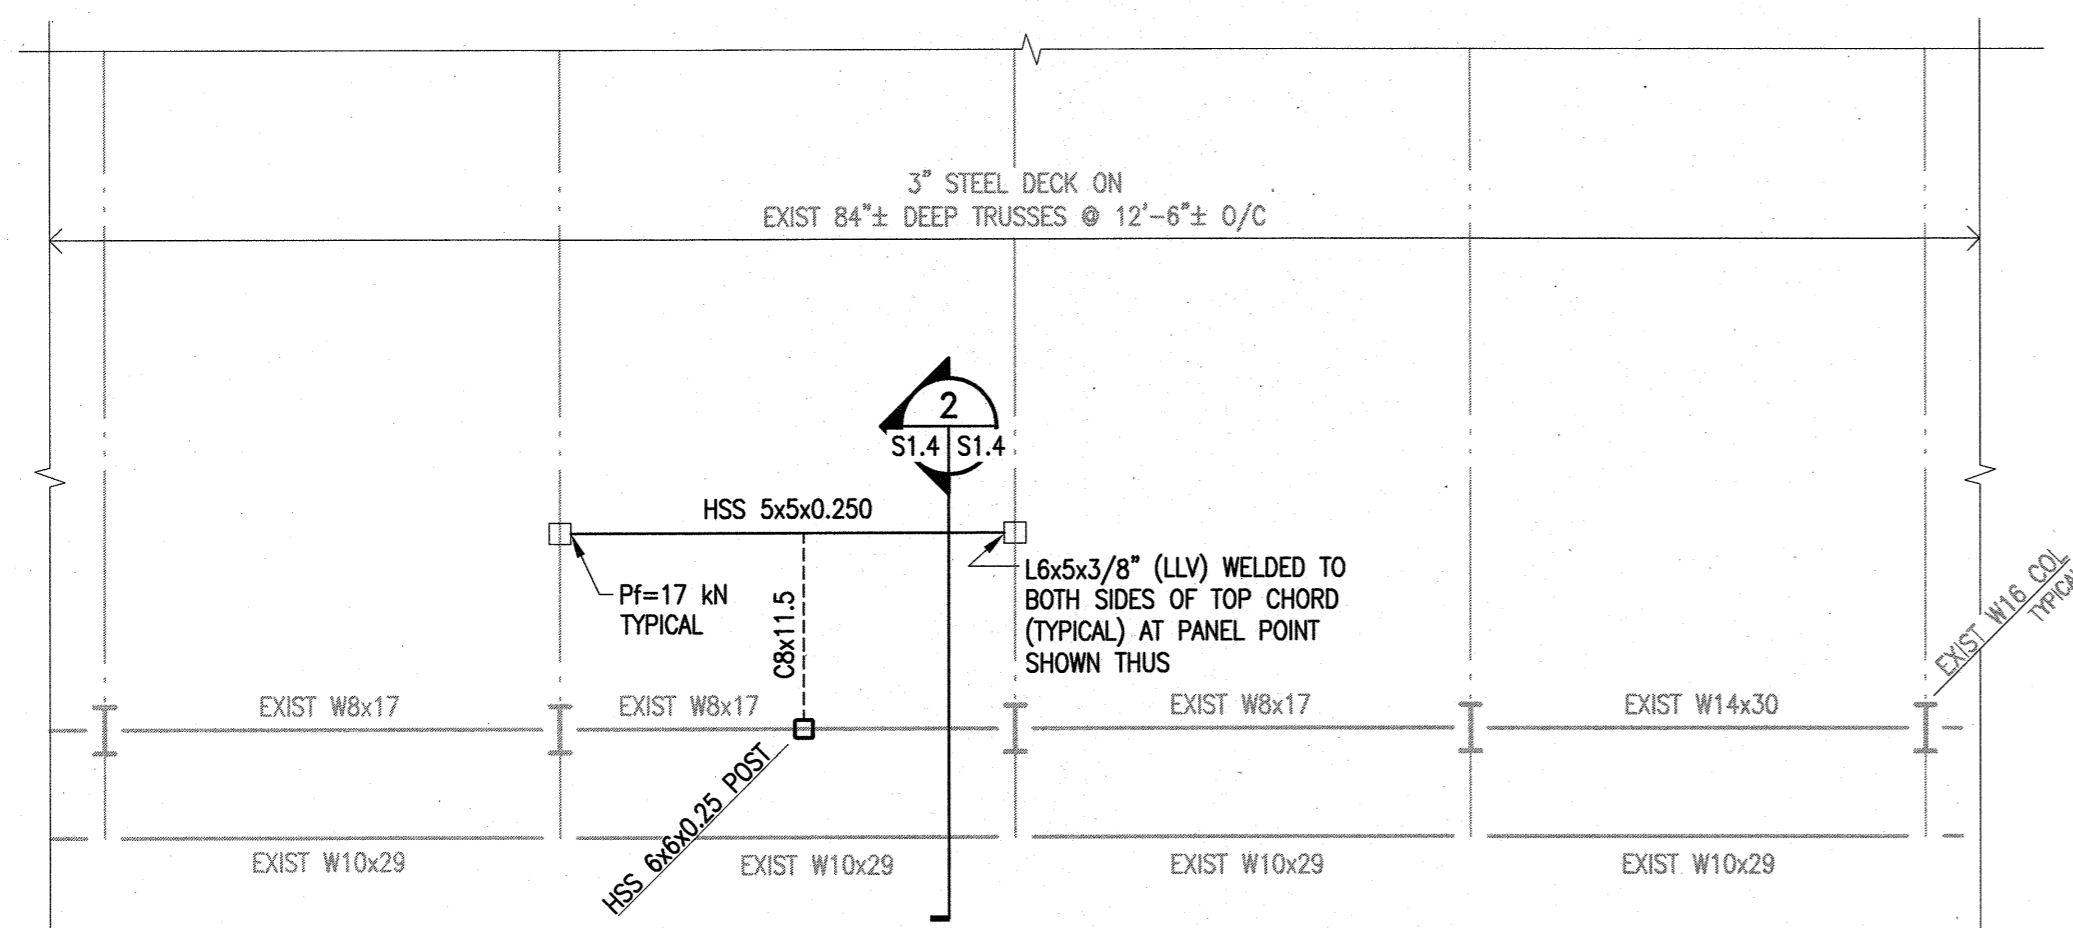 3" STEEL DECK ON
EXIST 84"± DEEP TRUSSES @ 12'-6"± O/C
2
S1.4 S1.4
HSS 5x5x0.250
Pf=17 kN
TYPICAL
C8x11.5
L6x5x3/8" (LLV) WELDED TO
BOTH SIDES OF TOP CHORD
(TYPICAL) AT PANEL POINT
SHOWN THUS
EXIST W16 COL
TYPICAL
EXIST W8x17
EXIST W8x17
EXIST W8x17
EXIST W14x30
HSS 6x6x0.25 POST
EXIST W10x29
EXIST W10x29
EXIST W10x29
EXIST W10x29